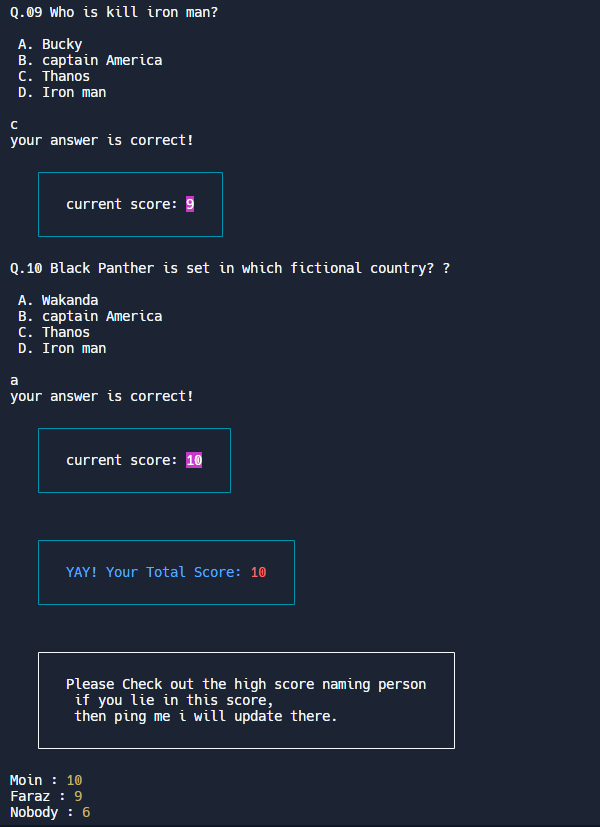 Q.09 Who is kill iron man?
A. Bucky
B. captain America
C. Thanos
D. Iron man
c
your answer is correct!
current score: 9
Q.10 Black Panther is set in which fictional country? ?
A. Wakanda
B. captain America
C. Thanos
D. Iron man
a
your answer is correct!
current score: 10
YAY! Your Total Score: 10
Please Check out the high score naming person
if you lie in this score,
then ping me i will update there.
Moin : 10
Faraz : 9
Nobody : 6